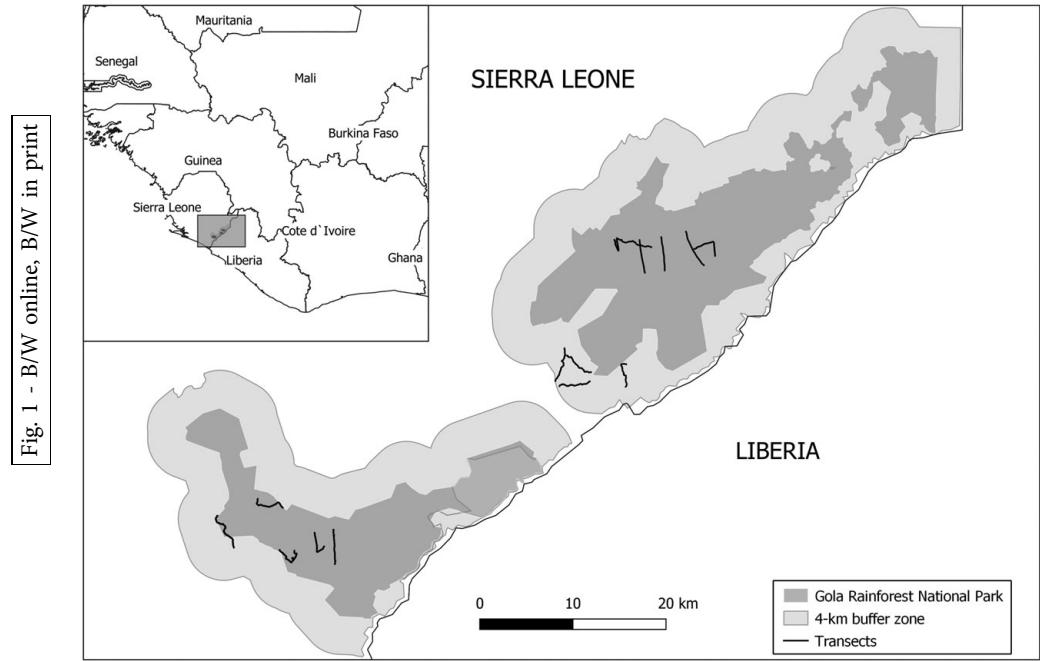 Fig. 1 - B/W online, B/W in print
Mauritania
Senegal
Mali
Burkina Faso
Guinea
Sierra Leone
Cote d`Ivoire
Ghana
Liberia
SIERRA LEONE
LIBERIA
0 10 20 km
Gola Rainforest National Park
4-km buffer zone
Transects